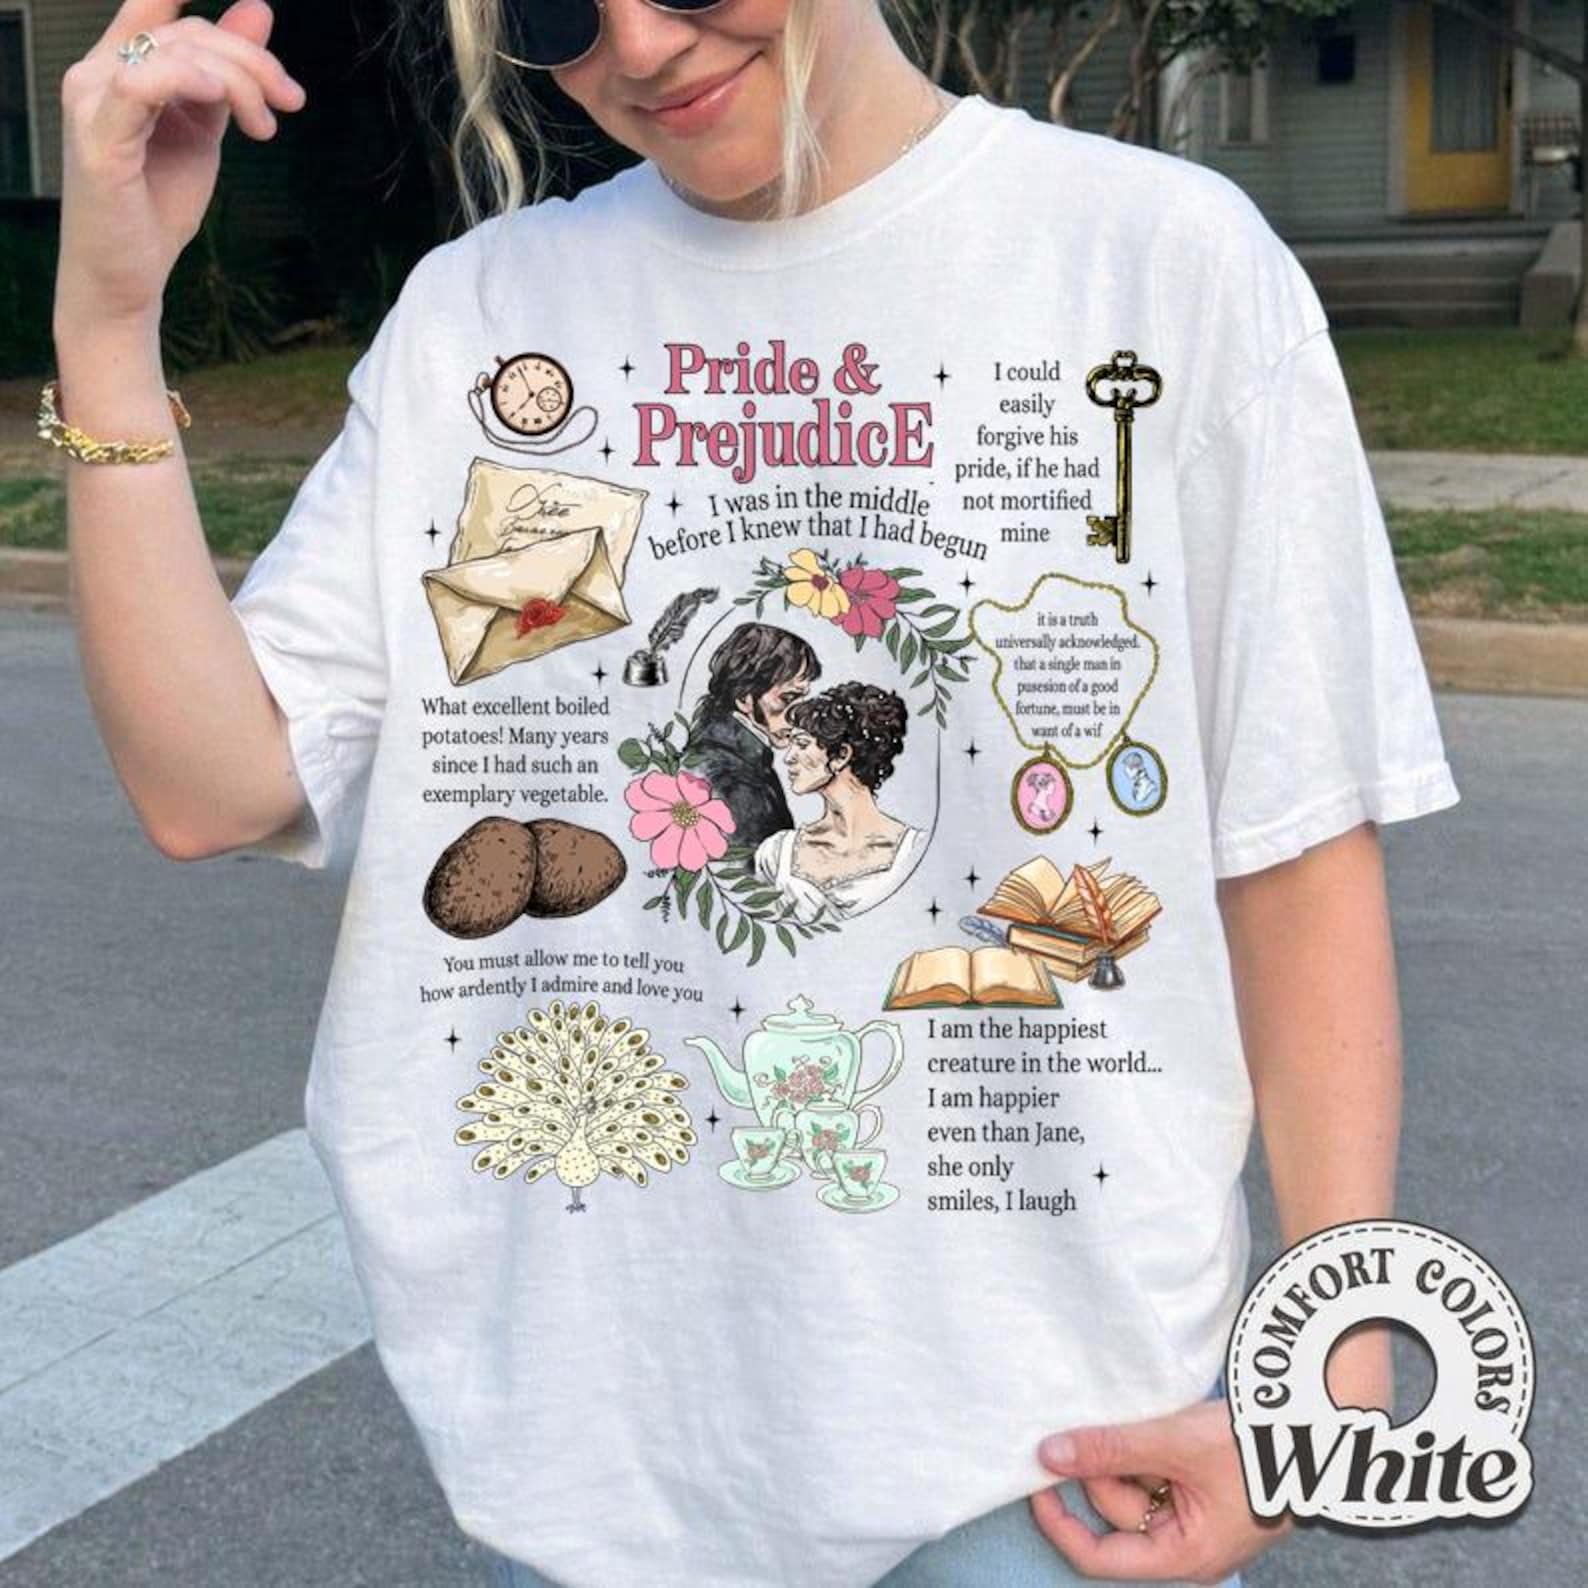 Pride &
PrejudicE
I was in the middle
before I knew that I had begun
I could
easily
forgive his
pride, if he had
not mortified
mine
it is a truth
universally acknowledged.
that a single man in
pusesion of a good
fortune, must be in
want of a wif
What excellent boiled
potatoes! Many years
since I had such an
exemplary vegetable.
You must allow me to tell you
how ardently I admire and love you
I am the happiest
creature in the world...
I am happier
even than Jane,
she only
smiles, I laugh
COMFORT COLORS
White